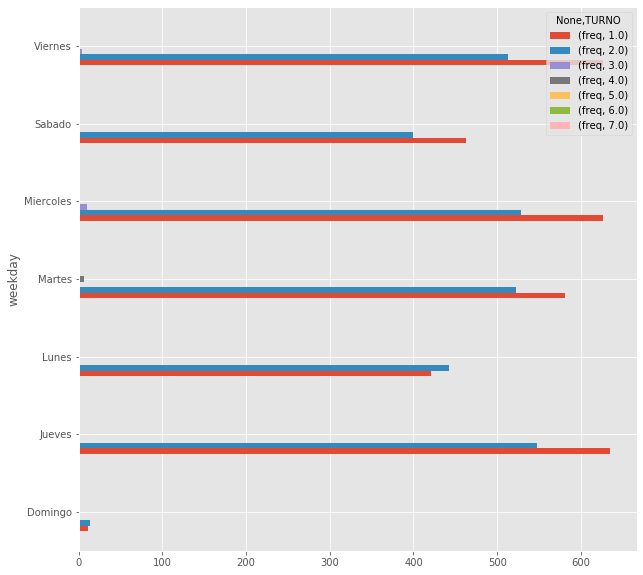 None,TURNO
(freq, 1.0)
(freq, 2.0)
(freq, 3.0)
(freq, 4.0)
(freq, 5.0)
(freq, 6.0)
(freq, 7.0)
weekday
Viernes
Sabado
Miercoles
Martes
Lunes
Jueves
Domingo
0 100 200 300 400 500 600